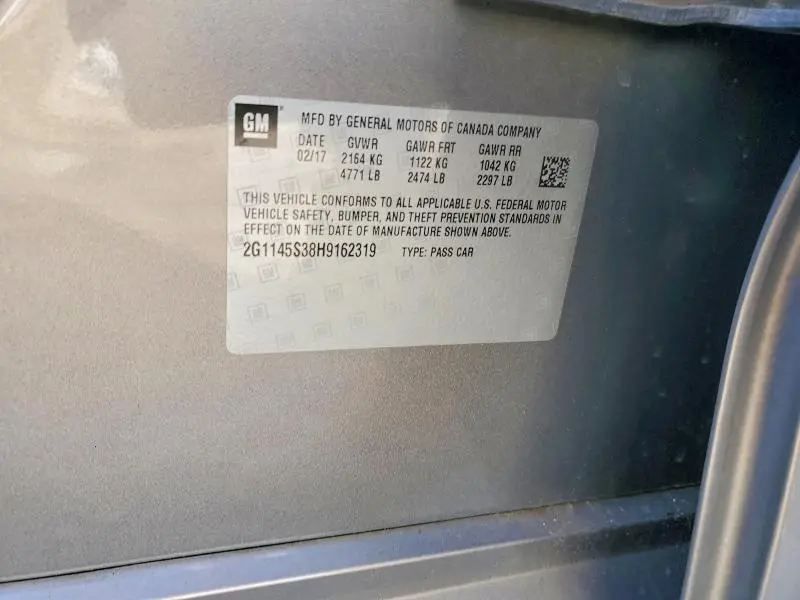 GM MFD BY GENERAL MOTORS OF CANADA COMPANY
DATE GVWR GAWR FRT GAWR RR
02/17 2164 KG 1122 KG 1042 KG
4771 LB 2474 LB 2297 LB
THIS VEHICLE CONFORMS TO ALL APPLICABLE U.S. FEDERAL MOTOR
VEHICLE SAFETY, BUMPER, AND THEFT PREVENTION STANDARDS IN
EFFECT ON THE DATE OF MANUFACTURE SHOWN ABOVE.
2G1145S38H9162319 TYPE: PASS CAR